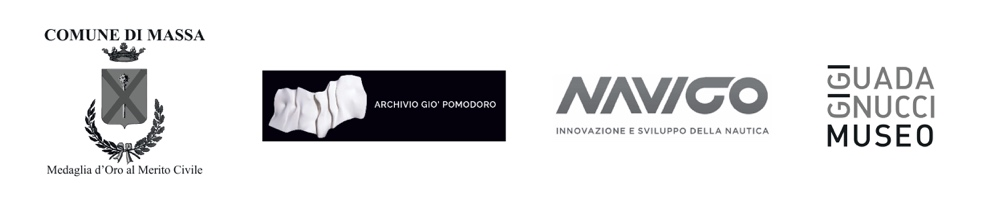 COMUNE DI MASSA
Medaglia d'Oro al Merito Civile
ARCHIVIO GIO' POMODORO
NAVIGO
INNOVAZIONE E SVILUPPO DELLA NAUTICA
GIGI
GUADA
GNUCCI
MUSEO